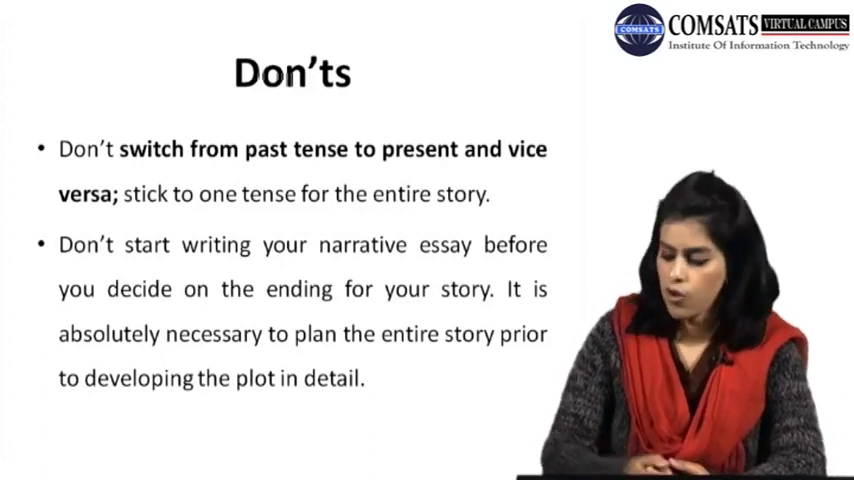 COMSATS VIRTUAL CAMPUS
COMSATS Institute Of Information Technology
Don’ts
• Don’t switch from past tense to present and vice
versa; stick to one tense for the entire story.
• Don’t start writing your narrative essay before
you decide on the ending for your story. It is
absolutely necessary to plan the entire story prior
to developing the plot in detail.